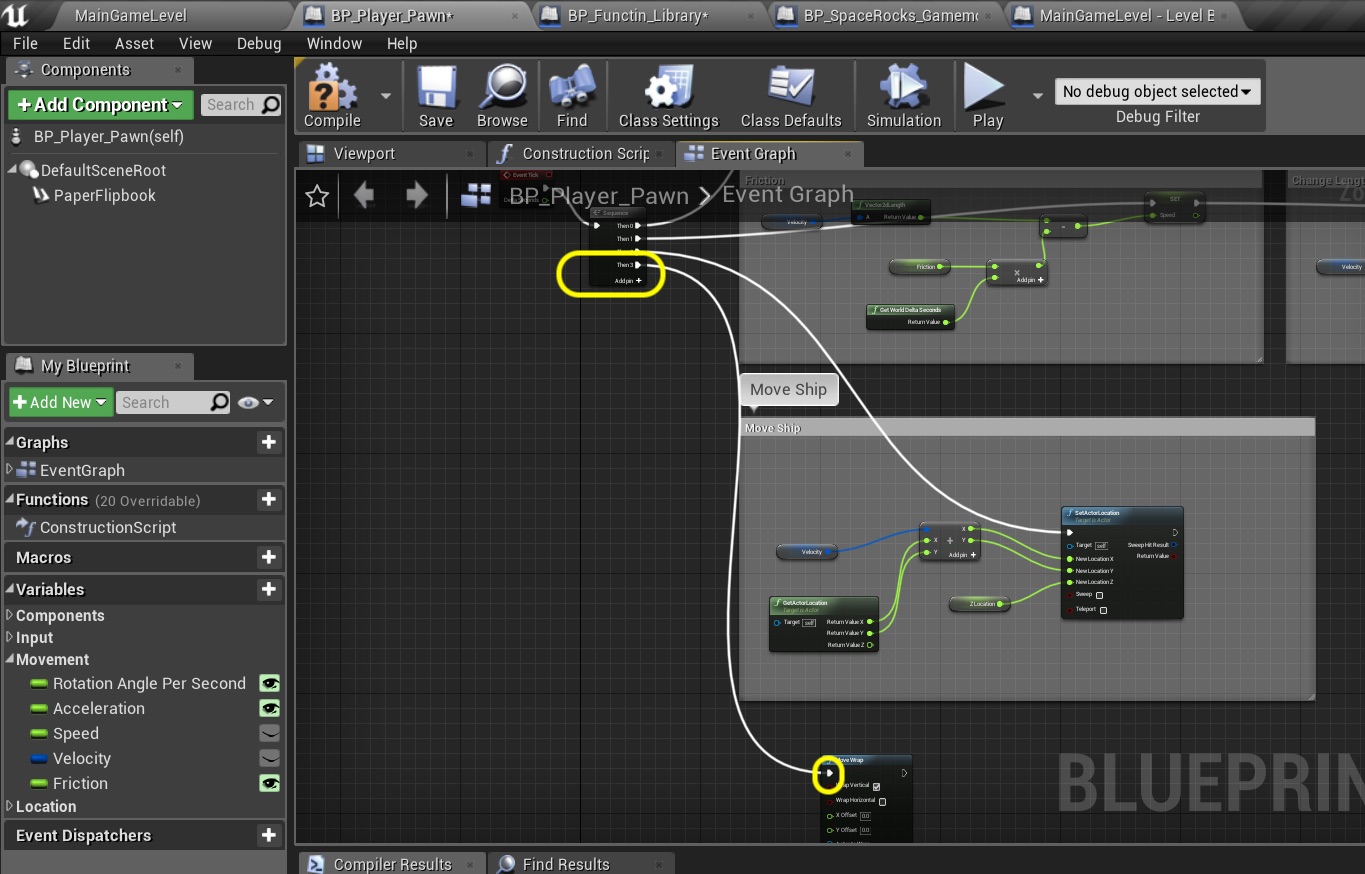 MainGameLevel
BP_Player_Pawn*
BP_Functin_Library*
BP_SpaceRocks_Gamem
MainGameLevel - Level B
File Edit Asset View Debug Window Help
Components
Add Component
Search
BP_Player_Pawn(self)
DefaultSceneRoot
PaperFlipbook
Compile
Save
Browse
Find
Class Settings
Class Defaults
Simulation
Play
No debug object selected
Debug Filter
Viewport
Construction Scrip
Event Graph
BP_Player_Pawn > Event Graph
Event Tick
Sequence
Then 0
Then 1
Then 3
Add pin
Friction
Velocity
Vector2dLength
A Return Value
Friction
-
×
Add pin
Get World Delta Seconds
Return Value
SET
Speed
Change Lengt
Zo
Velocity
My Blueprint
Add New
Search
Graphs
EventGraph
Functions (20 Overridable)
ConstructionScript
Macros
Variables
Components
Input
Movement
Rotation Angle Per Second
Acceleration
Speed
Velocity
Friction
Location
Event Dispatchers
Move Ship
Move Ship
Velocity
X X
Y Y
+
Add pin
GetActorLocation
Target is Actor
Target self Return Value X
Return Value Y
Return Value Z
Z Location
SetActorLocation
Target is Actor
Target self Sweep Hit Result
Return Value
New Location X
New Location Y
New Location Z
Sweep
Teleport
Move Wrap
Wrap Vertical
Wrap Horizontal
X Offset 0.0
Y Offset 0.0
BLUEPRIN
Compiler Results
Find Results